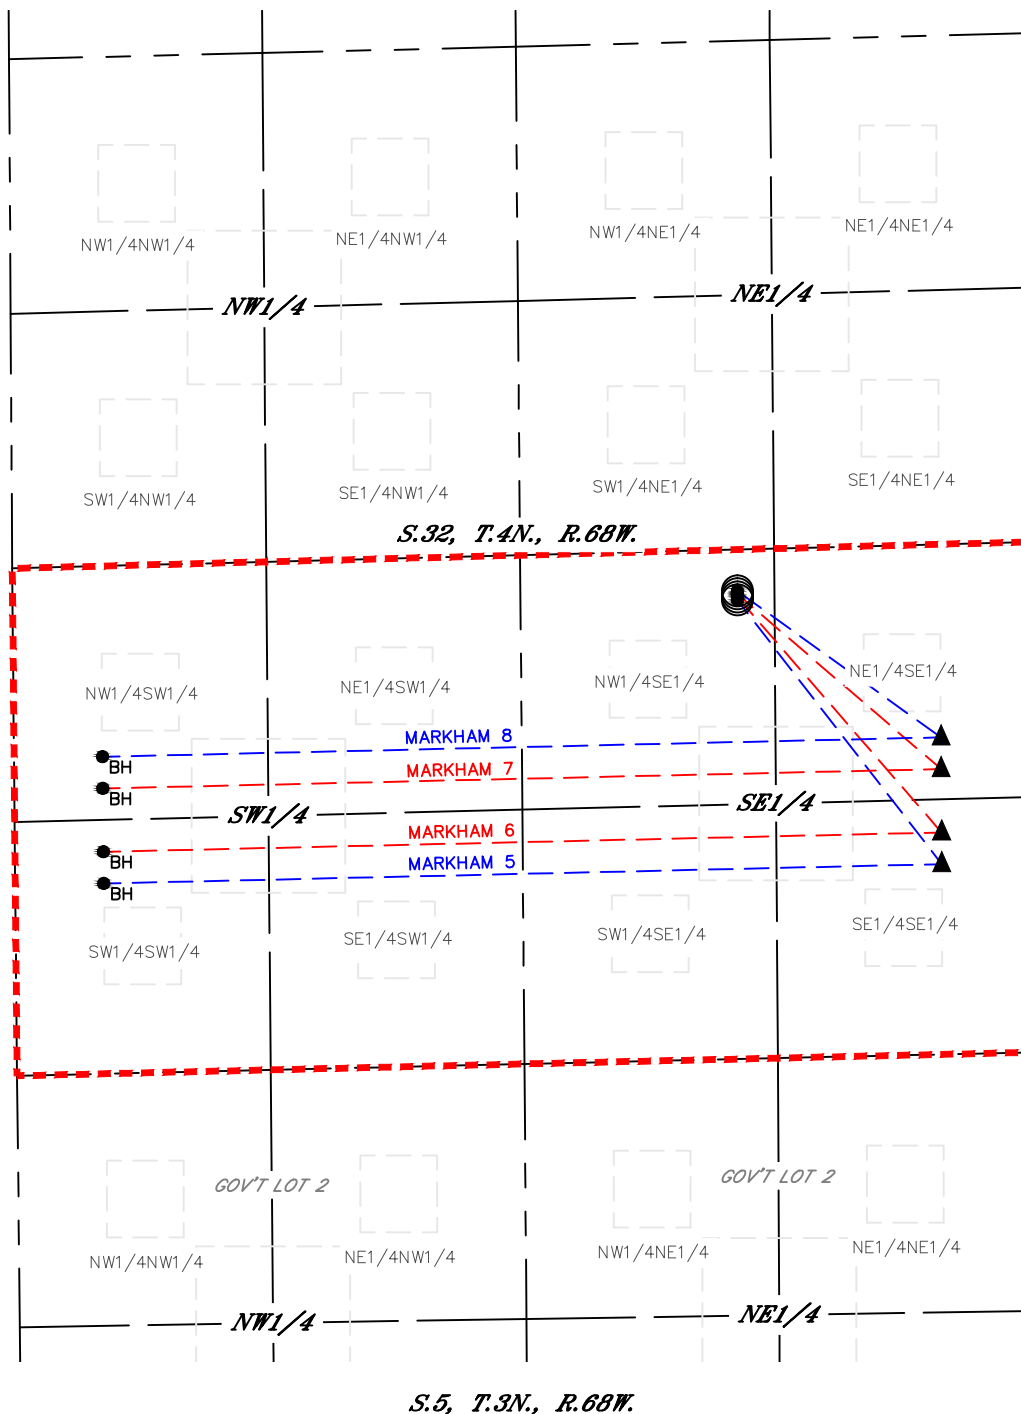 NW1/4NW1/4
NE1/4NW1/4
NW1/4NE1/4
NE1/4NE1/4
NW1/4
NE1/4
SW1/4NW1/4
SE1/4NW1/4
SW1/4NE1/4
SE1/4NE1/4
S.32, T.4N., R.68W.
NW1/4SW1/4
NE1/4SW1/4
NW1/4SE1/4
NE1/4SE1/4
MARKHAM 8
BH
MARKHAM 7
BH
SW1/4
SE1/4
MARKHAM 6
BH
MARKHAM 5
BH
SW1/4SW1/4
SE1/4SW1/4
SW1/4SE1/4
SE1/4SE1/4
GOV'T LOT 2
GOV'T LOT 2
NW1/4NW1/4
NE1/4NW1/4
NW1/4NE1/4
NE1/4NE1/4
NW1/4
NE1/4
S.5, T.3N., R.68W.